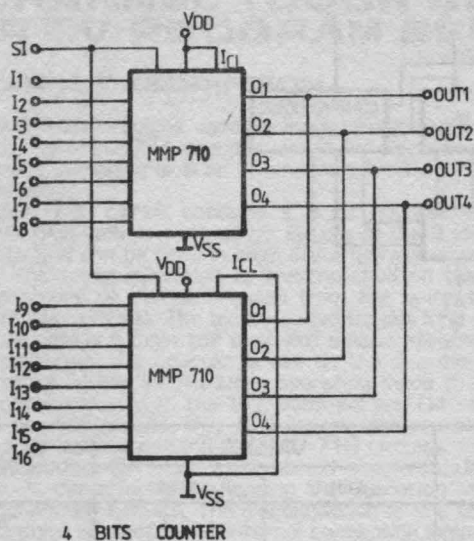 VDD
SI
ICL
I1
I2
I3
I4
I5
I6
I7
I8
MMP 710
O1
O2
O3
O4
OUT1
OUT2
OUT3
OUT4
VSS
VDD
ICL
I9
I10
I11
I12
I13
I14
I15
I16
MMP 710
O1
O2
O3
O4
VSS
4 BITS COUNTER